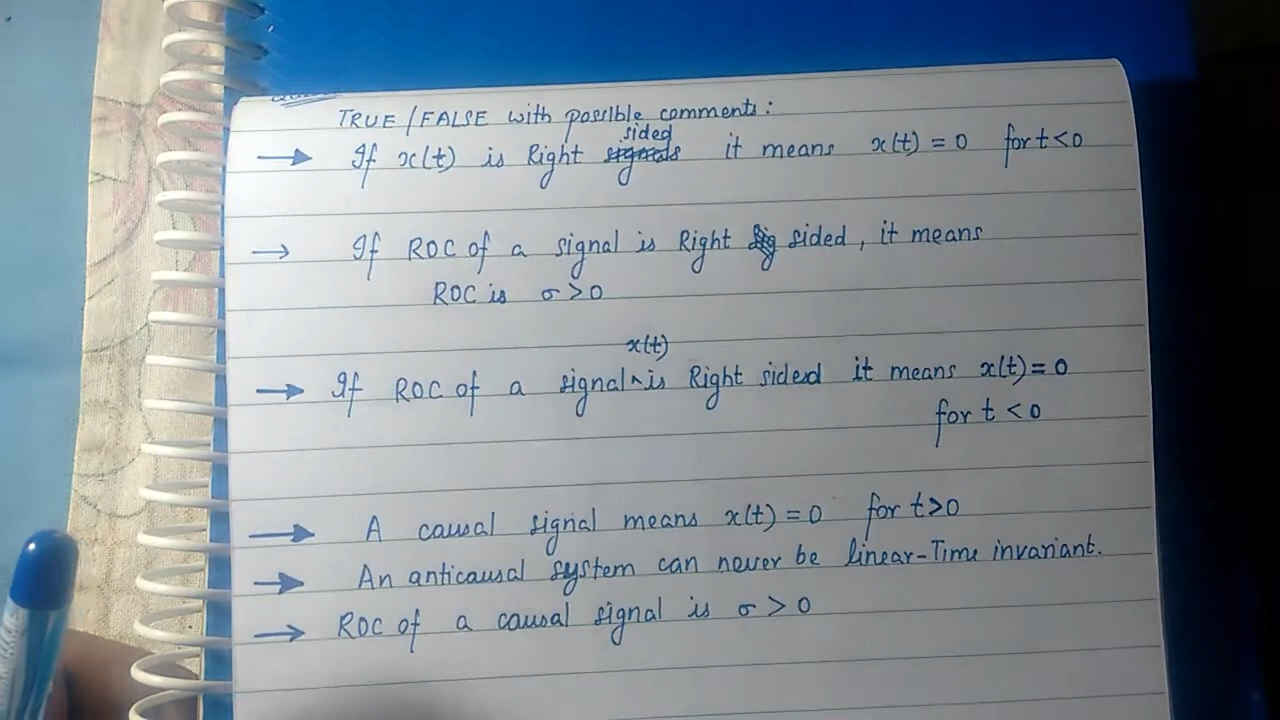 TRUE/FALSE with possible comments:
→ If x(t) is Right sided it means x(t) = 0 for t<0
→ If ROC of a signal is Right sided, it means
ROC is σ>0
→ If ROC of a signal x(t) is Right sided it means x(t)=0
for t<0
→ A causal signal means x(t)=0 for t>0
→ An anticausal system can never be linear-Time invariant.
→ ROC of a causal signal is σ>0